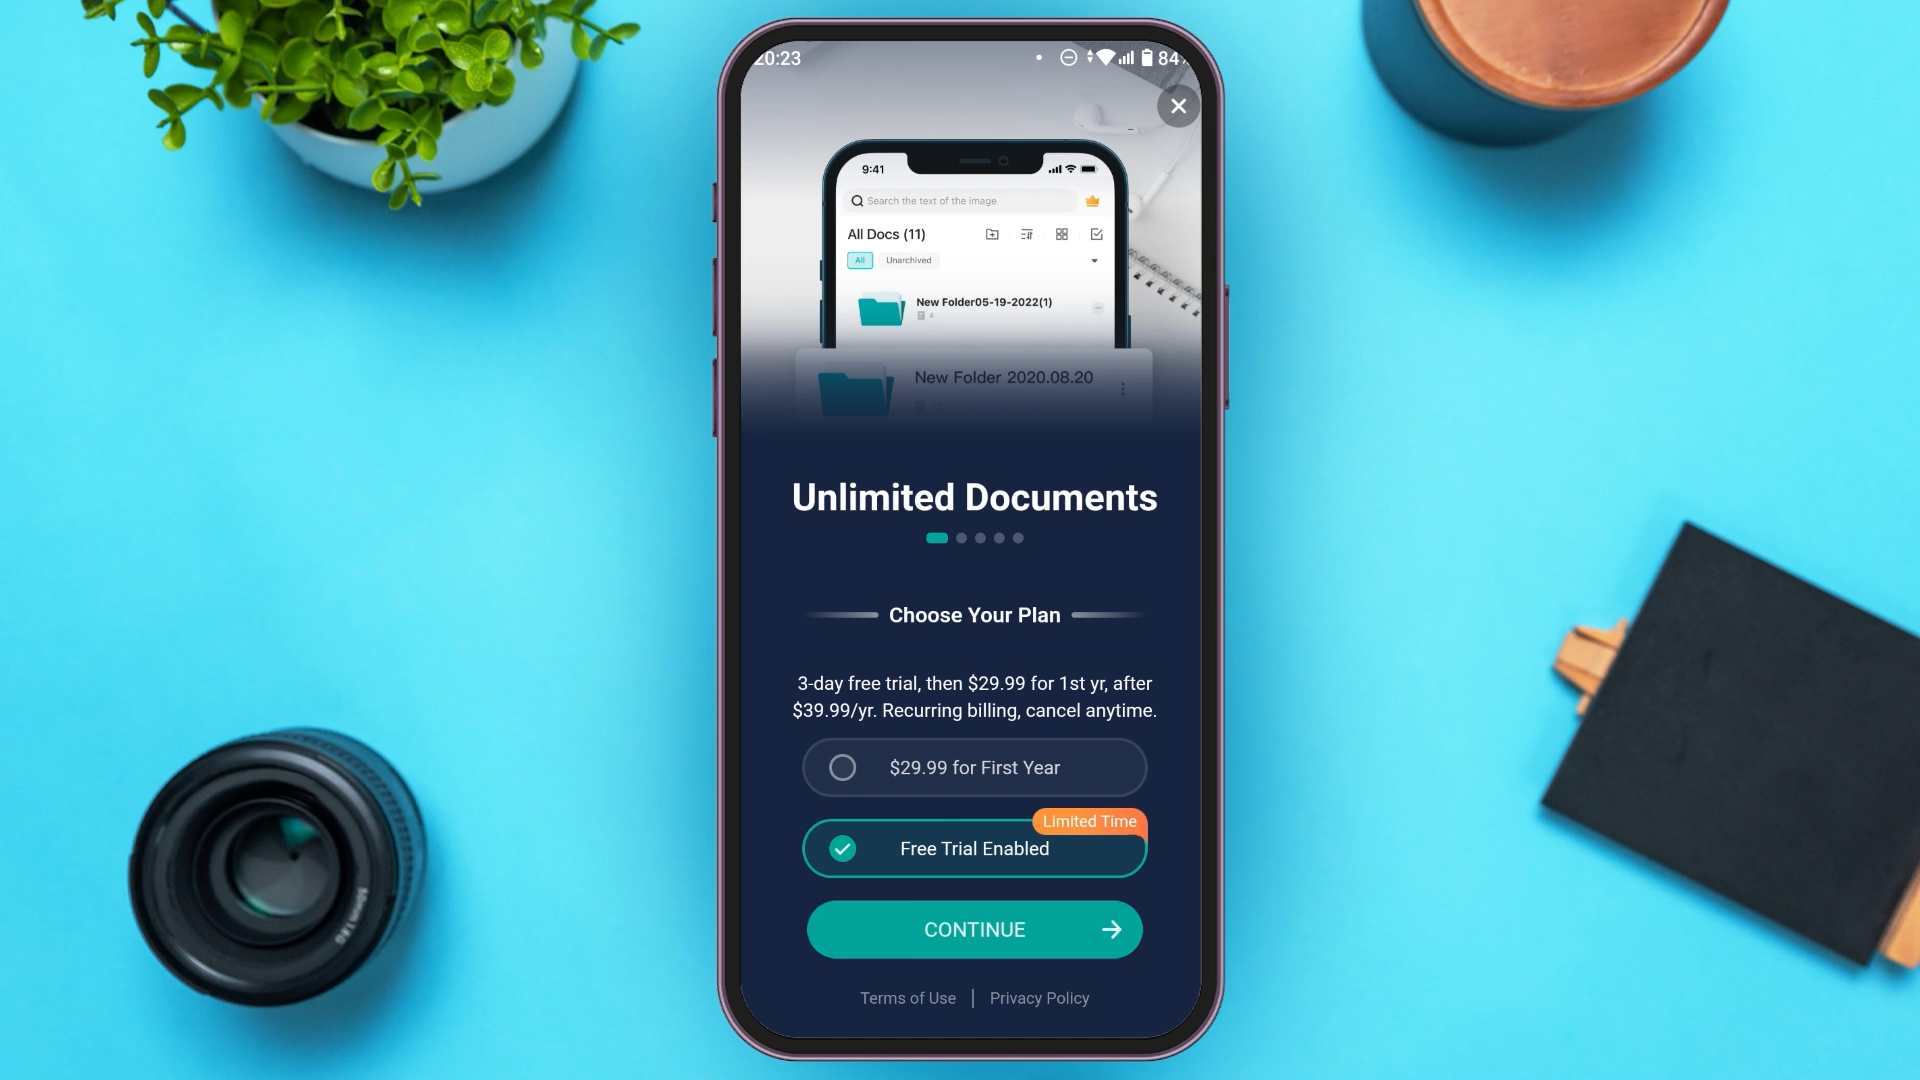 20:23
84
9:41
Search the text of the image
All Docs (11)
All
Unarchived
New Folder05-19-2022(1)
4
New Folder 2020.08.20
Unlimited Documents
Choose Your Plan
3-day free trial, then $29.99 for 1st yr, after
$39.99/yr. Recurring billing, cancel anytime.
$29.99 for First Year
Limited Time
Free Trial Enabled
CONTINUE
Terms of Use
Privacy Policy